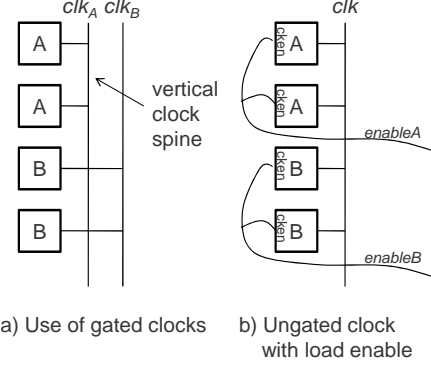 clkA clkB
A
A
vertical
clock
spine
B
B
a) Use of gated clocks
clk
cken A
cken A
enableA
cken B
cken B
enableB
b) Ungated clock
with load enable